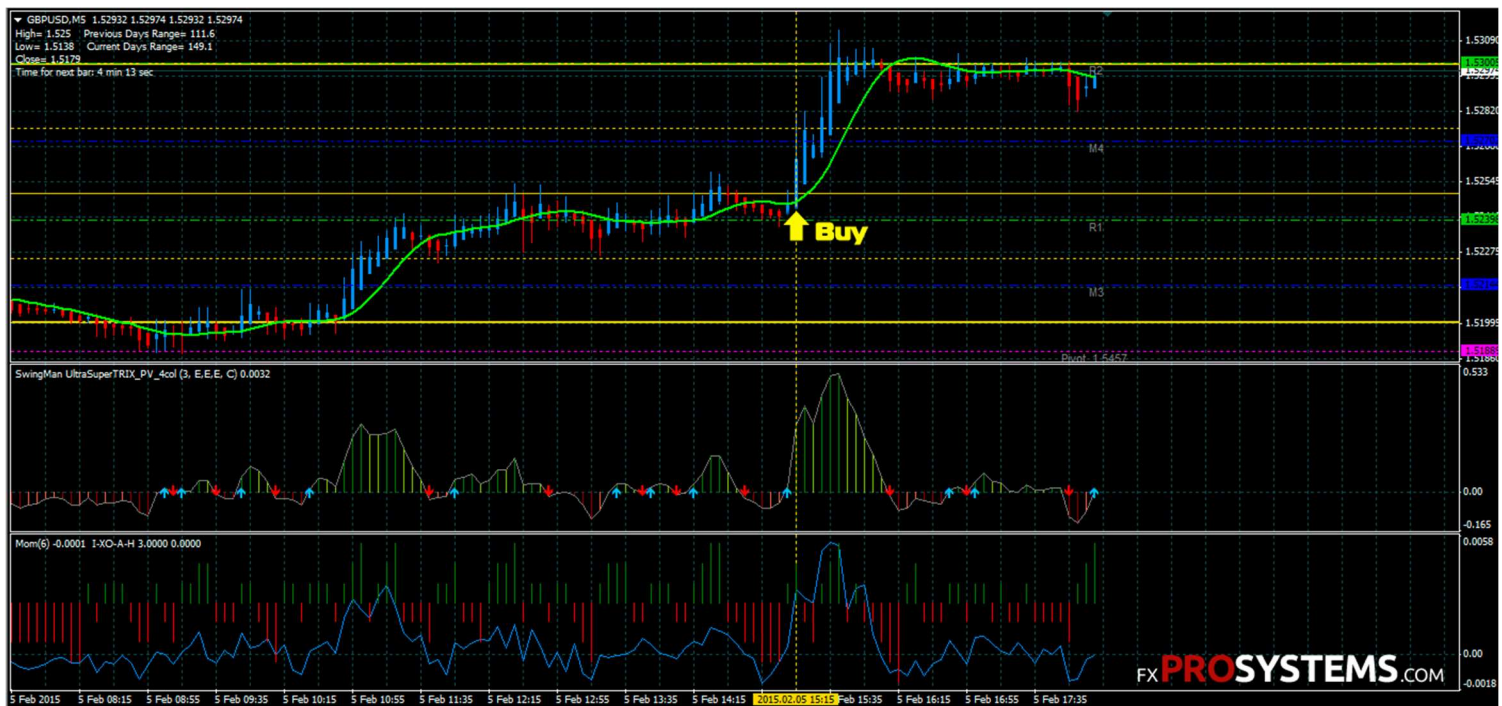 GBPUSD,M5 1.52932 1.52974 1.52932 1.52974
High= 1.525 Previous Days Range= 111.6
Low= 1.5138 Current Days Range= 149.1
Close= 1.5179
Time for next bar: 4 min 13 sec
1.53090
1.53005
R2
1.52974
1.52820
M4
1.52545
1.52398
R1
Buy
1.52275
M3
1.51995
1.51885
Pivot 1.5457
1.51860
SwingMan UltraSuperTRIX_PV_4col (3, E,E,E, C) 0.0032
0.533
0.00
-0.165
Mom(6) -0.0001 I-XO-A-H 3.0000 0.0000
0.0058
0.00
-0.0018
FXPROSYSTEMS.COM
5 Feb 2015 5 Feb 08:15 5 Feb 08:55 5 Feb 09:35 5 Feb 10:15 5 Feb 10:55 5 Feb 11:35 5 Feb 12:15 5 Feb 12:55 5 Feb 13:35 5 Feb 14:15 2015.02.05 15:15 Feb 15:35 5 Feb 16:15 5 Feb 16:55 5 Feb 17:35